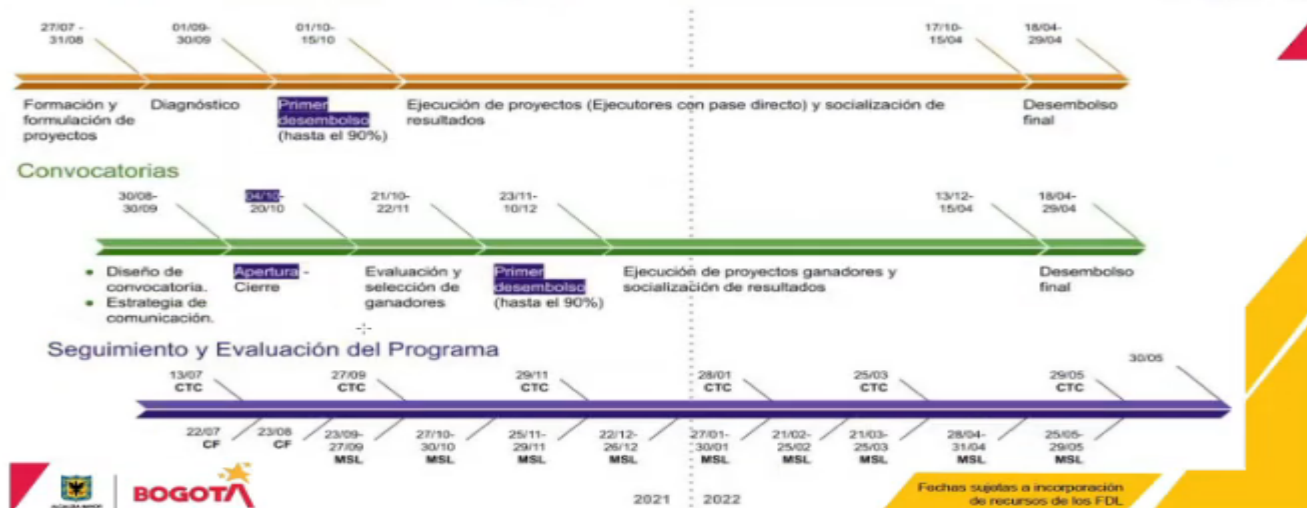 27/07 -
31/08
01/09-
30/09
01/10-
15/10
17/10-
15/04
18/04-
29/04
Formación y
formulación de
proyectos
Diagnóstico
Primer
desembolso
(hasta el 90%)
Ejecución de proyectos (Ejecutores con pase directo) y socialización de
resultados
Desembolso
final
Convocatorias
30/08-
30/09
04/10-
20/10
21/10-
22/11
23/11-
10/12
13/12-
15/04
18/04-
29/04
• Diseño de
convocatoria.
• Estrategia de
comunicación.
Apertura -
Cierre
Evaluación y
selección de
ganadores
Primer
desembolso
(hasta el 90%)
Ejecución de proyectos ganadores y
socialización de resultados
Desembolso
final
Seguimiento y Evaluación del Programa
13/07
CTC
27/09
CTC
29/11
CTC
28/01
CTC
25/03
CTC
29/05
CTC
30/05
22/07
CF
23/08
CF
23/09-
27/09
MSL
27/10-
30/10
MSL
25/11-
29/11
MSL
22/12-
26/12
MSL
27/01-
30/01
MSL
21/02-
25/02
MSL
21/03-
25/03
MSL
28/04-
31/04
MSL
25/05-
29/05
MSL
BOGOTÁ
2021
2022
Fechas sujetas a incorporación
de recursos de los FDL